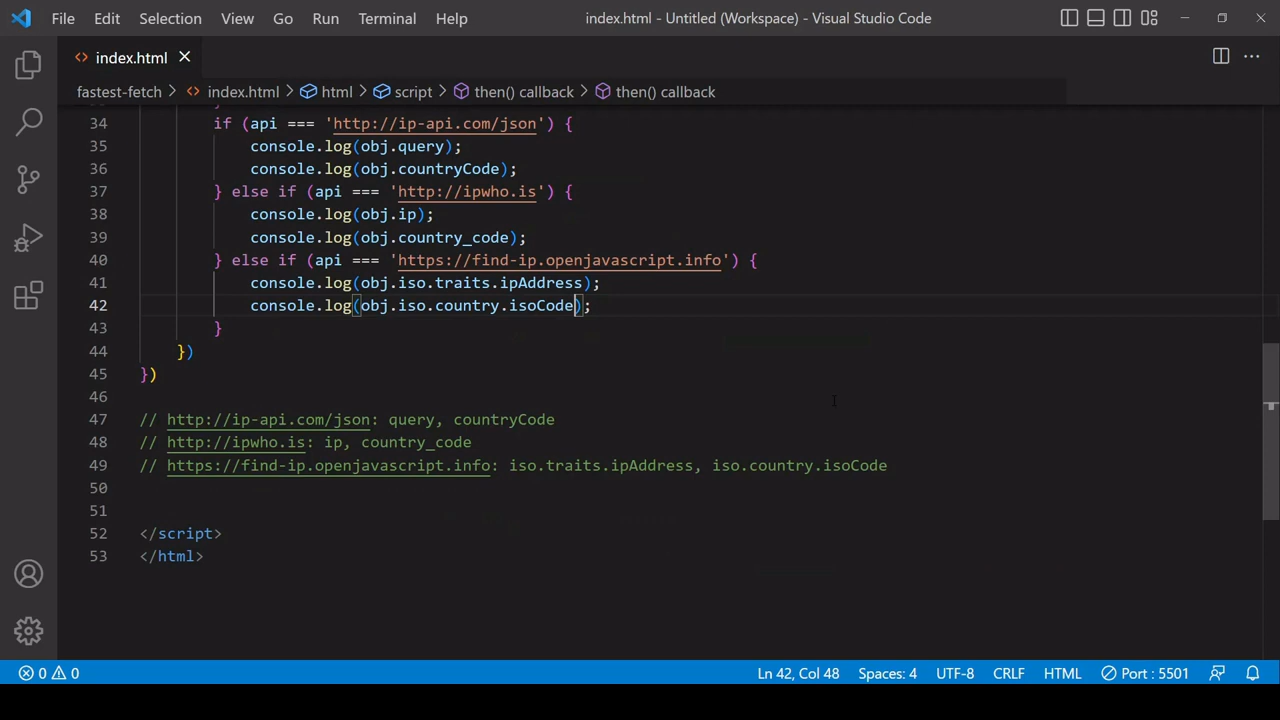 File Edit Selection View Go Run Terminal Help index.html - Untitled (Workspace) - Visual Studio Code
index.html
fastest-fetch > index.html > html > script > then() callback > then() callback
34 if (api === 'http://ip-api.com/json') {
35 console.log(obj.query);
36 console.log(obj.countryCode);
37 } else if (api === 'http://ipwho.is') {
38 console.log(obj.ip);
39 console.log(obj.country_code);
40 } else if (api === 'https://find-ip.openjavascript.info') {
41 console.log(obj.iso.traits.ipAddress);
42 console.log(obj.iso.country.isoCode);
43 }
44 })
45 })
46
47 // http://ip-api.com/json: query, countryCode
48 // http://ipwho.is: ip, country_code
49 // https://find-ip.openjavascript.info: iso.traits.ipAddress, iso.country.isoCode
50
51
52 </script>
53 </html>
0 0 Ln 42, Col 48 Spaces: 4 UTF-8 CRLF HTML Port : 5501